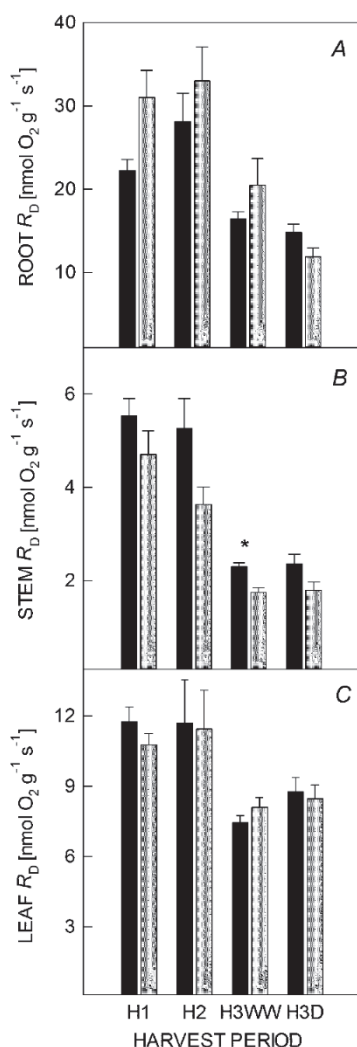 A
40
30
20
10
ROOT R_D [nmol O₂ g⁻¹ s⁻¹]
B
6
4
2
*
STEM R_D [nmol O₂ g⁻¹ s⁻¹]
C
12
9
6
3
LEAF R_D [nmol O₂ g⁻¹ s⁻¹]
H1 H2 H3WW H3D
HARVEST PERIOD